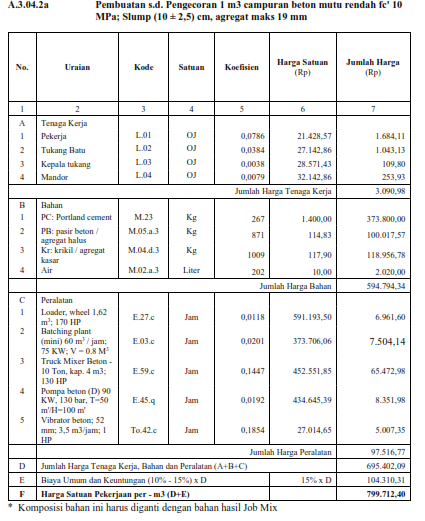 A.3.04.2a Pembuatan s.d. Pengecoran 1 m3 campuran beton mutu rendah fc' 10
MPa; Slump (10 ± 2,5) cm, agregat maks 19 mm
No. Uraian Kode Satuan Koefisien Harga Satuan (Rp) Jumlah Harga (Rp)
1 2 3 4 5 6 7
A Tenaga Kerja
1 Pekerja L.01 OJ 0,0786 21.428,57 1.684,11
2 Tukang Batu L.02 OJ 0,0384 27.142,86 1.043,13
3 Kepala tukang L.03 OJ 0,0038 28.571,43 109,80
4 Mandor L.04 OJ 0,0079 32.142,86 253,93
Jumlah Harga Tenaga Kerja 3.090,98
B Bahan
1 PC: Portland cement M.23 Kg 267 1.400,00 373.800,00
2 PB: pasir beton /
agregat halus M.05.a.3 Kg 871 114,83 100.017,57
3 Kr: krikil / agregat
kasar M.04.d.3 Kg 1009 117,90 118.956,78
4 Air M.02.a.3 Liter 202 10,00 2.020,00
Jumlah Harga Bahan 594.794,34
C Peralatan
1 Loader, wheel 1,62
m³; 170 HP E.27.c Jam 0,0118 591.193,50 6.961,60
2 Batching plant
(mini) 60 m³ / jam;
75 KW; V = 0.8 M³ E.03.c Jam 0,0201 373.706,06 7.504,14
3 Truck Mixer Beton -
10 Ton, kap. 4 m3;
130 HP E.59.c Jam 0,1447 452.551,85 65.472,98
4 Pompa beton (D) 90
KW, 130 bar, T=50
m'/H=100 m' E.45.q Jam 0,0192 434.645,39 8.351,98
5 Vibrator beton; 52
mm; 3,5 m3/jam; 1
HP To.42.c Jam 0,1854 27.014,65 5.007,35
Jumlah Harga Peralatan 97.516,77
D Jumlah Harga Tenaga Kerja, Bahan dan Peralatan (A+B+C) 695.402,09
E Biaya Umum dan Keuntungan (10% - 15%) x D 15% x D 104.310,31
F Harga Satuan Pekerjaan per - m3 (D+E) 799.712,40
* Komposisi bahan ini harus diganti dengan bahan hasil Job Mix